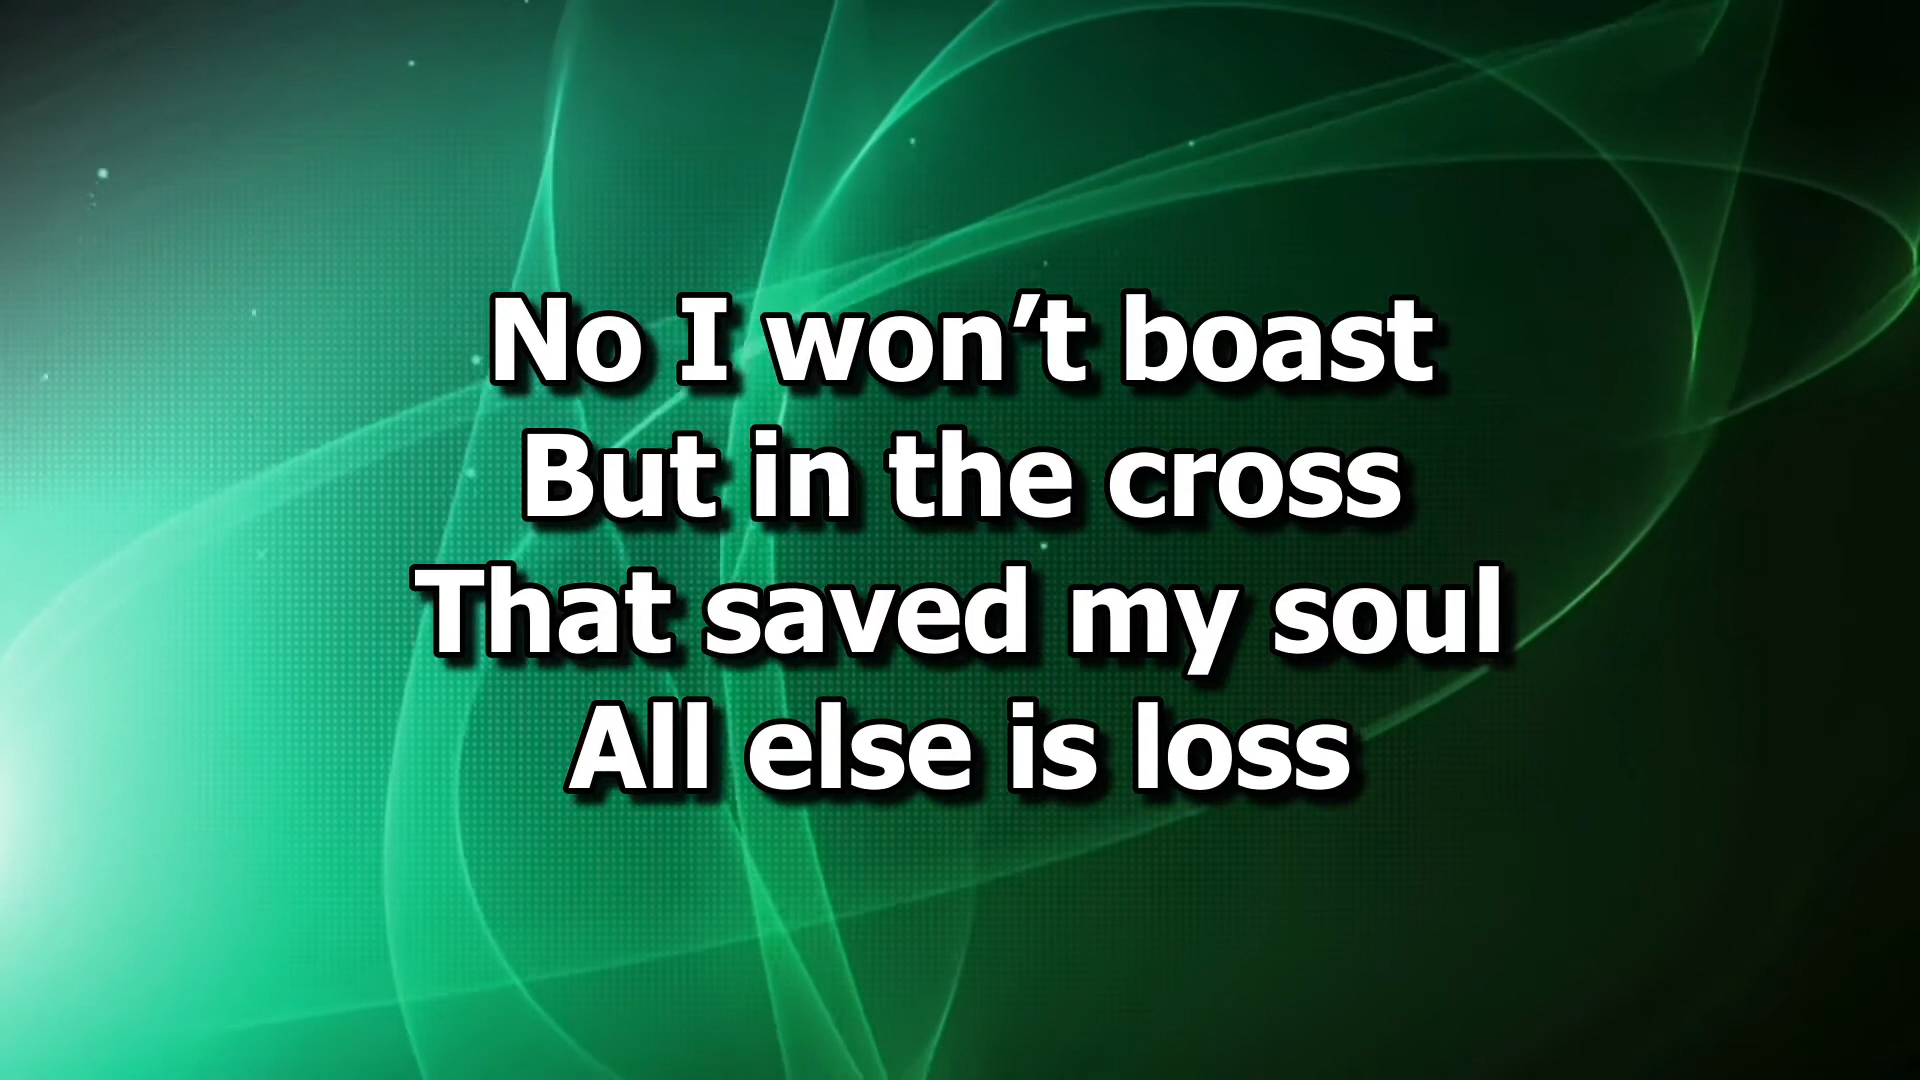 No I won’t boast
But in the cross
That saved my soul
All else is loss